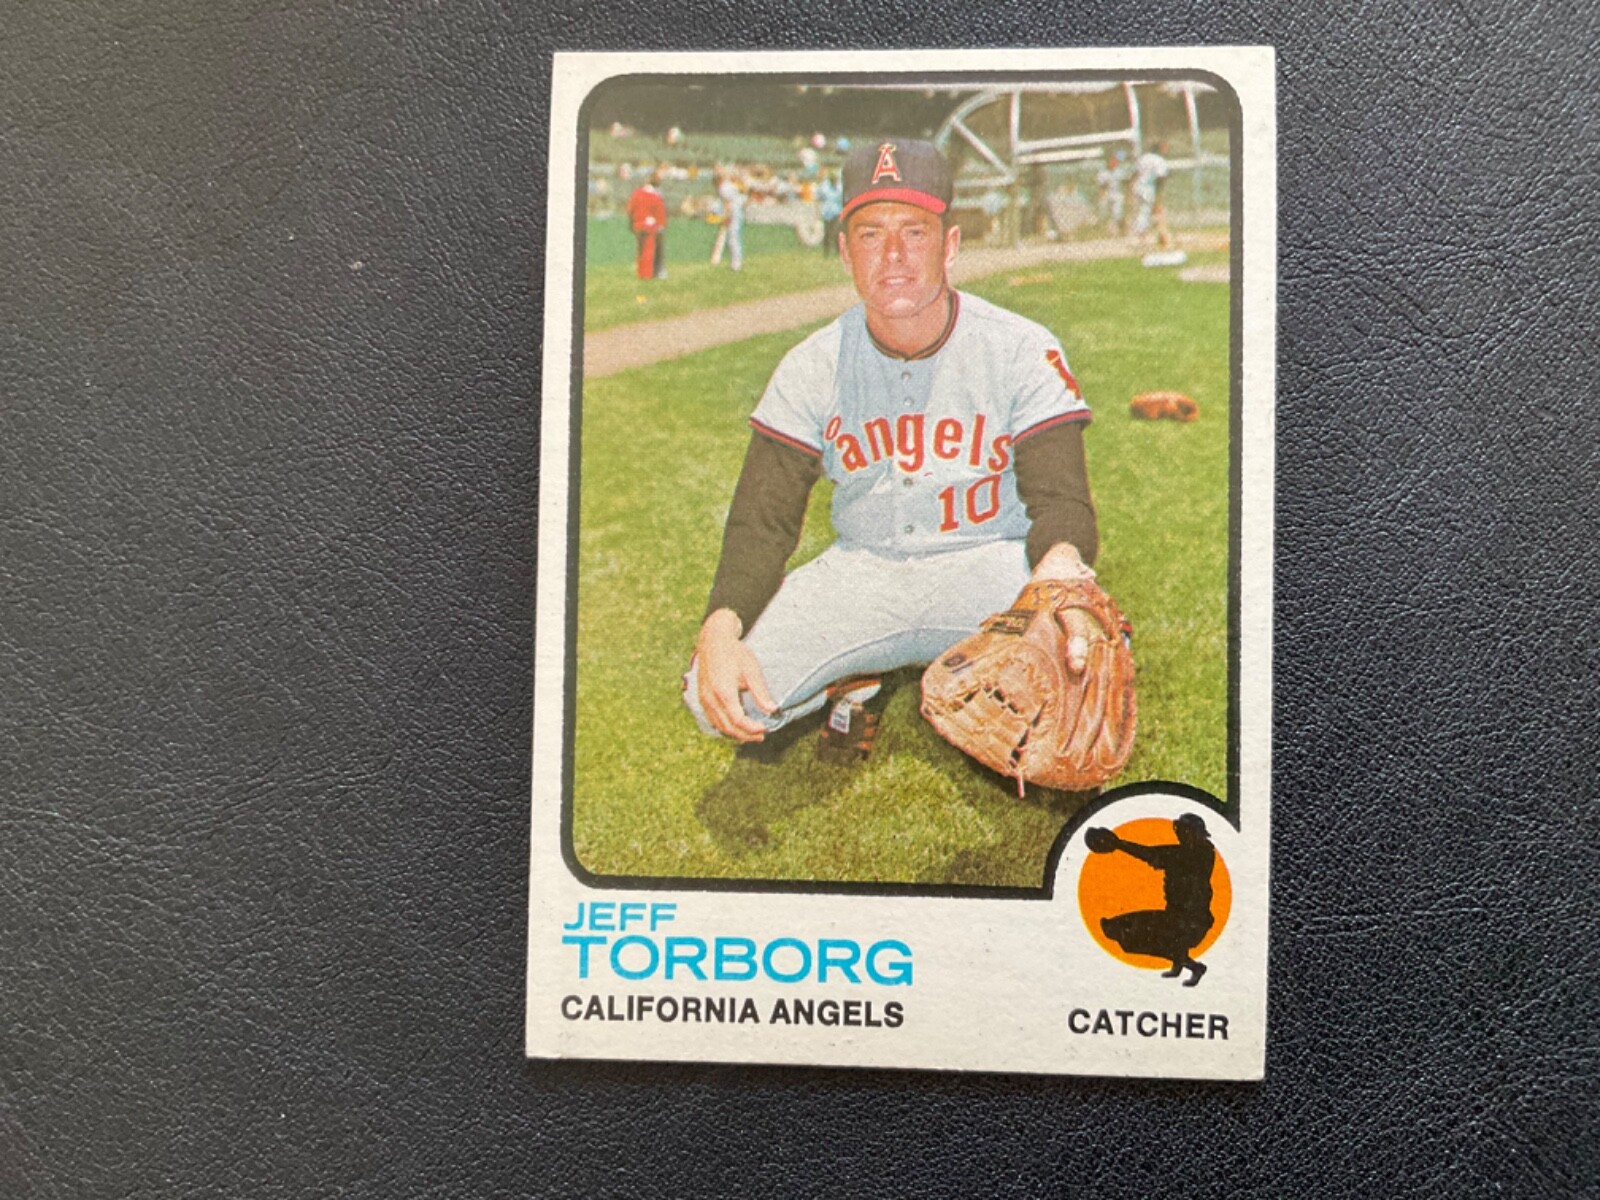 A
angels
10
JEFF
TORBORG
CALIFORNIA ANGELS
CATCHER